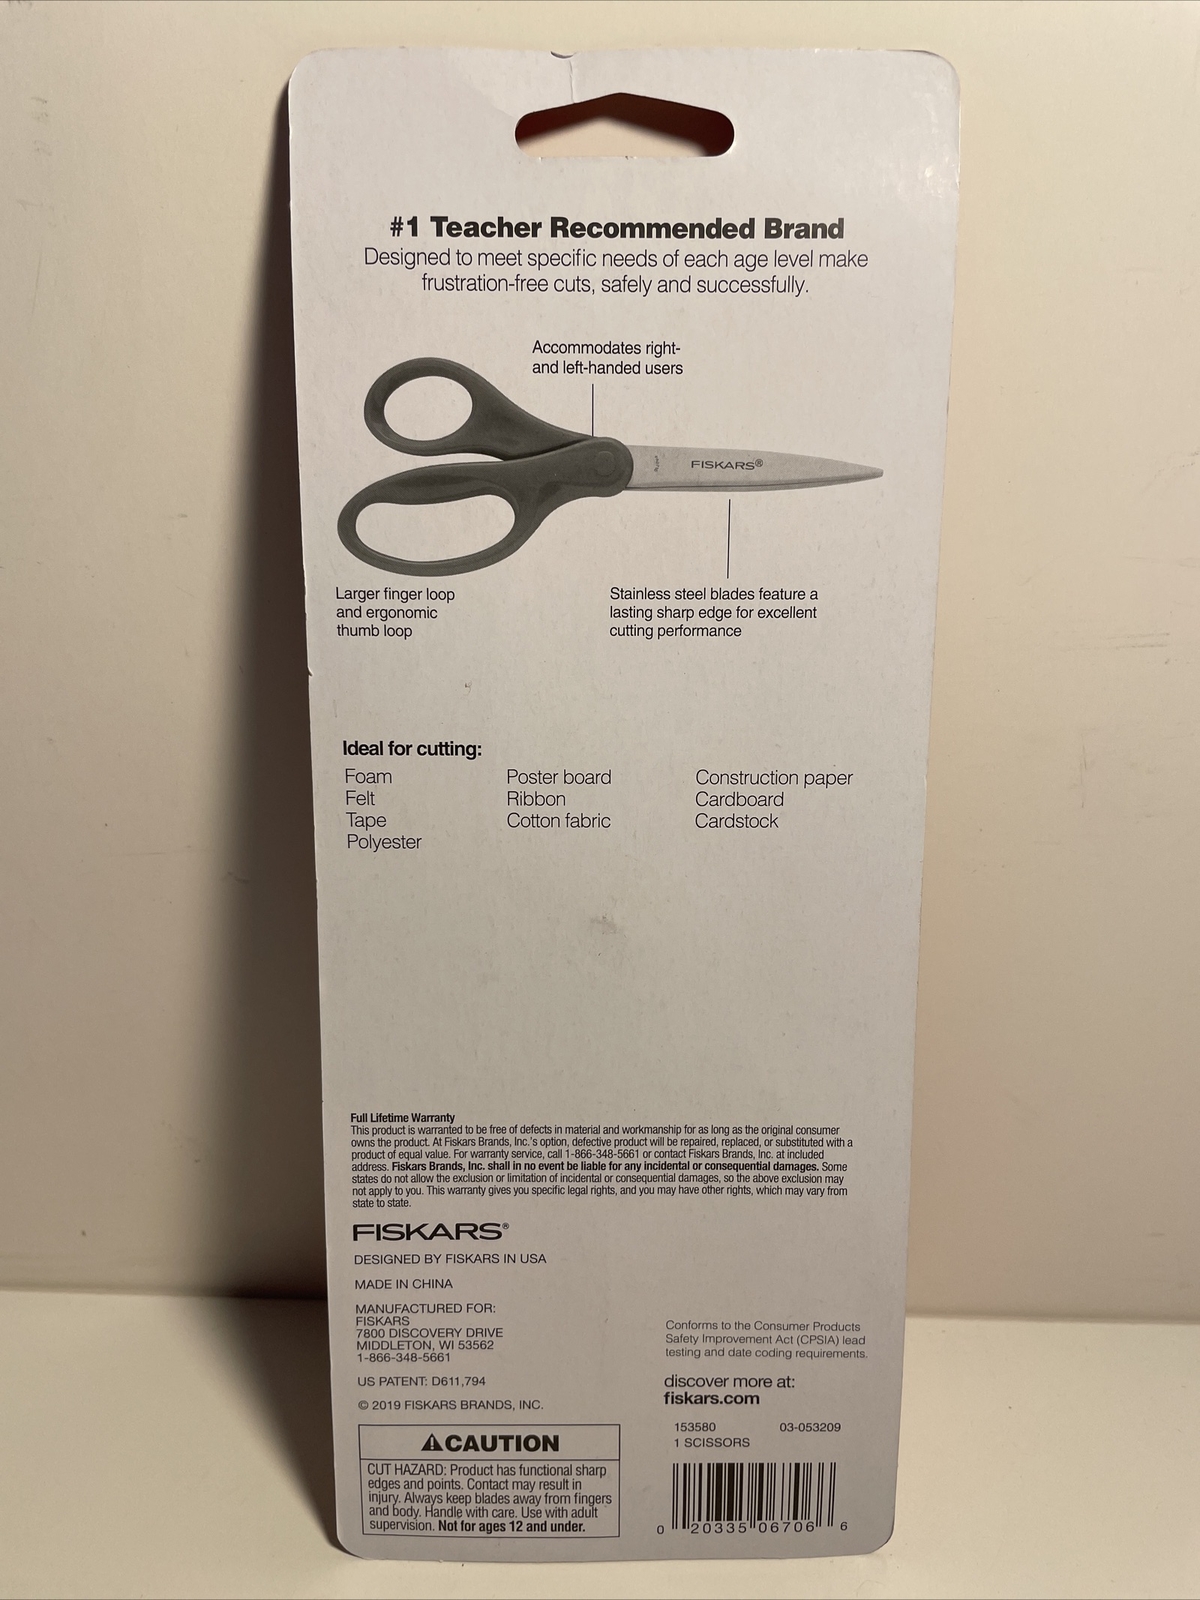 #1 Teacher Recommended Brand
Designed to meet specific needs of each age level make
frustration-free cuts, safely and successfully.
Accommodates right-
and left-handed users
FISKARS®
Larger finger loop
and ergonomic
thumb loop
Stainless steel blades feature a
lasting sharp edge for excellent
cutting performance
Ideal for cutting:
Foam
Felt
Tape
Polyester
Poster board
Ribbon
Cotton fabric
Construction paper
Cardboard
Cardstock
Full Lifetime Warranty
This product is warranted to be free of defects in material and workmanship for as long as the original consumer
owns the product. At Fiskars Brands, Inc.'s option, defective product will be repaired, replaced, or substituted with a
product of equal value. For warranty service, call 1-866-348-5661 or contact Fiskars Brands, Inc. at included
address. Fiskars Brands, Inc. shall in no event be liable for any incidental or consequential damages. Some
states do not allow the exclusion or limitation of incidental or consequential damages, so the above exclusion may
not apply to you. This warranty gives you specific legal rights, and you may have other rights, which may vary from
state to state.
FISKARS®
DESIGNED BY FISKARS IN USA
MADE IN CHINA
MANUFACTURED FOR:
FISKARS
7800 DISCOVERY DRIVE
MIDDLETON, WI 53562
1-866-348-5661
US PATENT: D611,794
© 2019 FISKARS BRANDS, INC.
CAUTION
CUT HAZARD: Product has functional sharp
edges and points. Contact may result in
injury. Always keep blades away from fingers
and body. Handle with care. Use with adult
supervision. Not for ages 12 and under.
Conforms to the Consumer Products
Safety Improvement Act (CPSIA) lead
testing and date coding requirements.
discover more at:
fiskars.com
153580 03-053209
1 SCISSORS
0 20335 06706 6